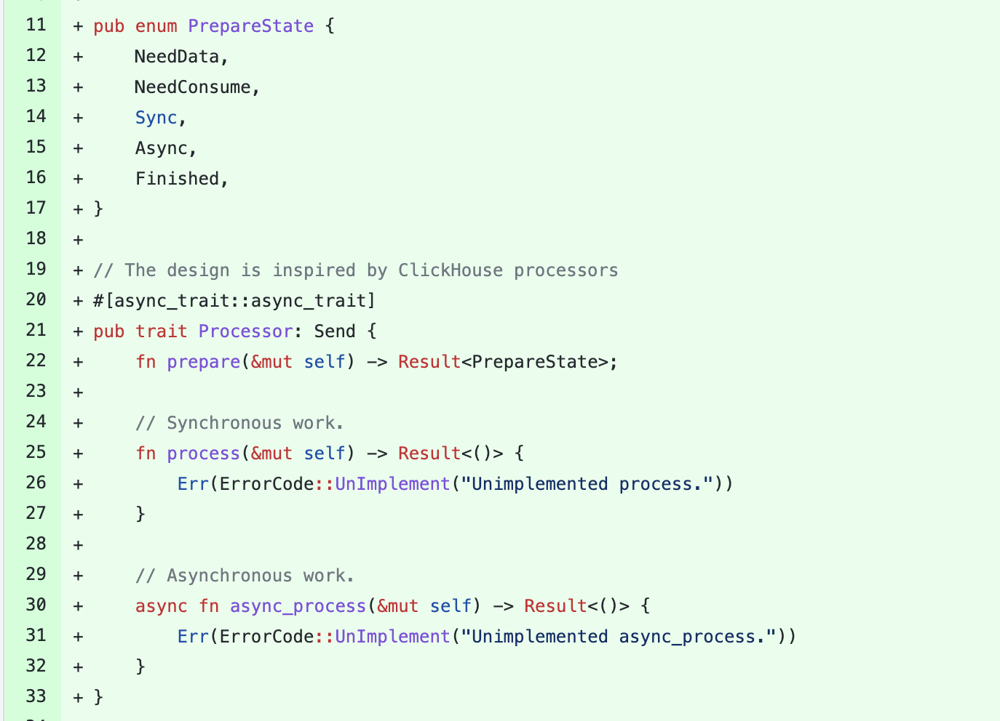 11 + pub enum PrepareState {
12 +     NeedData,
13 +     NeedConsume,
14 +     Sync,
15 +     Async,
16 +     Finished,
17 + }
18 +
19 + // The design is inspired by ClickHouse processors
20 + #[async_trait::async_trait]
21 + pub trait Processor: Send {
22 +     fn prepare(&mut self) -> Result<PrepareState>;
23 +
24 +     // Synchronous work.
25 +     fn process(&mut self) -> Result<()> {
26 +         Err(ErrorCode::UnImplement("Unimplemented process."))
27 +     }
28 +
29 +     // Asynchronous work.
30 +     async fn async_process(&mut self) -> Result<()> {
31 +         Err(ErrorCode::UnImplement("Unimplemented async_process."))
32 +     }
33 + }